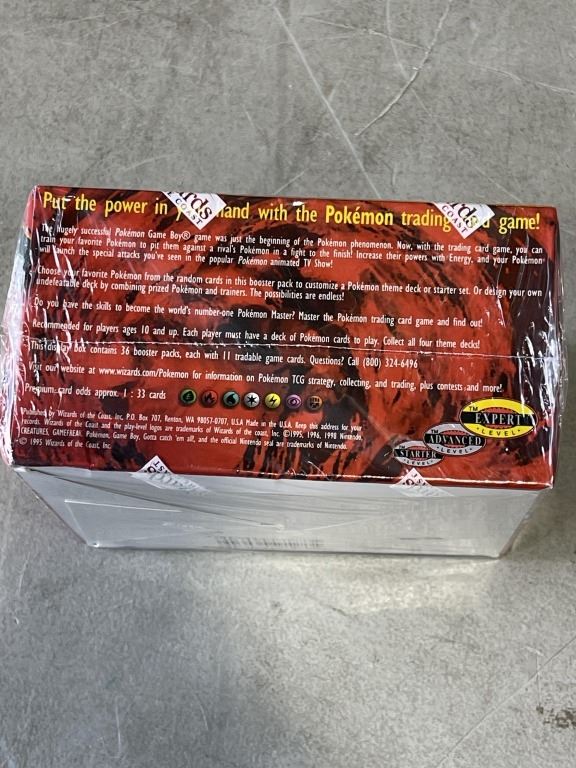 Put the power in hand with the Pokémon trading game!
The hugely successful Pokémon Game Boy® game was just the beginning of the Pokémon phenomenon. Now, with the trading card game, you can
train your favorite Pokémon to pit them against a rival's Pokémon in a fight to the finish! Increase their powers with Energy, and your Pokémon
will launch the special attacks you've seen in the popular Pokémon animated TV Show!
Choose your favorite Pokémon from the random cards in this booster pack to customize a Pokémon theme deck or starter set. Or design your own
undefeatable deck by combining prized Pokémon and trainers. The possibilities are endless!
Do you have the skills to become the world's number-one Pokémon Master? Master the Pokémon trading card game and find out!
Recommended for players ages 10 and up. Each player must have a deck of Pokémon cards to play. Collect all four theme decks!
This display box contains 36 booster packs, each with 11 tradable game cards. Questions? Call (800) 324-6496
Visit our website at www.wizards.com/Pokemon for information on Pokémon TCG strategy, collecting, and trading, plus contests and more!
Premium card odds approx. 1 : 33 cards
Published by Wizards of the Coast, Inc. P.O. Box 707, Renton, WA 98057-0707, U.S.A Made in the U.S.A. Keep this address for your
records. Wizards of the Coast and the play-level logos are trademarks of Wizards of the Coast, Inc. ©1995, 1996, 1998 Nintendo,
CREATURES, GAMEFREAK. Pokémon, Game Boy, Gotta catch 'em all, and the official Nintendo seal are trademarks of Nintendo.
© 1995 Wizards of the Coast, Inc.
TM
EXPERT
LEVEL
TM
ADVANCED
LEVEL
STARTER
LEVEL
rds
COAST
rds
COAST